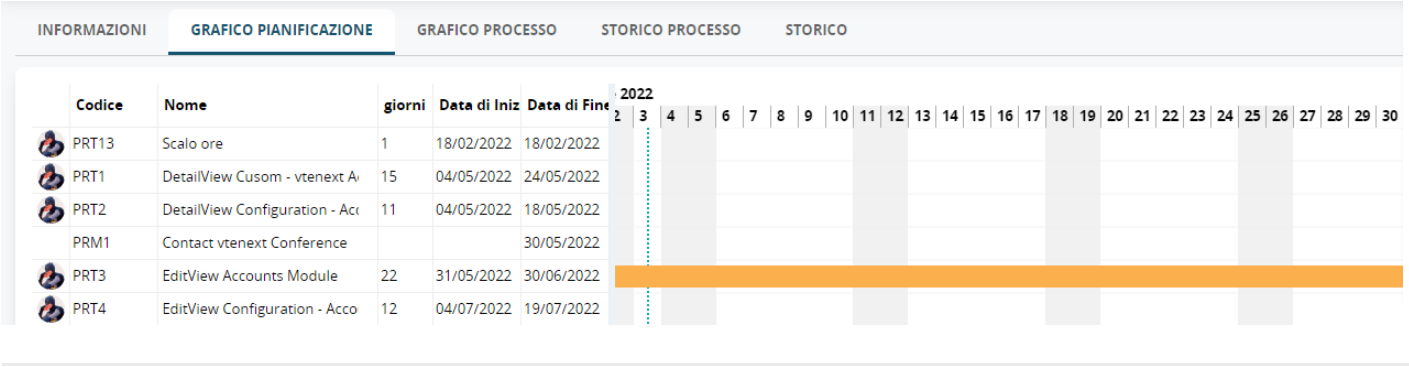 INFORMAZIONI GRAFICO PIANIFICAZIONE GRAFICO PROCESSO STORICO PROCESSO STORICO
2022
Codice Nome giorni Data di Iniz Data di Fine
2 3 4 5 6 7 8 9 10 11 12 13 14 15 16 17 18 19 20 21 22 23 24 25 26 27 28 29 30
PRT13 Scalo ore 1 18/02/2022 18/02/2022
PRT1 DetailView Cusom - vtenext A 15 04/05/2022 24/05/2022
PRT2 DetailView Configuration - Acc 11 04/05/2022 18/05/2022
PRM1 Contact vtenext Conference 30/05/2022
PRT3 EditView Accounts Module 22 31/05/2022 30/06/2022
PRT4 EditView Configuration - Acco 12 04/07/2022 19/07/2022